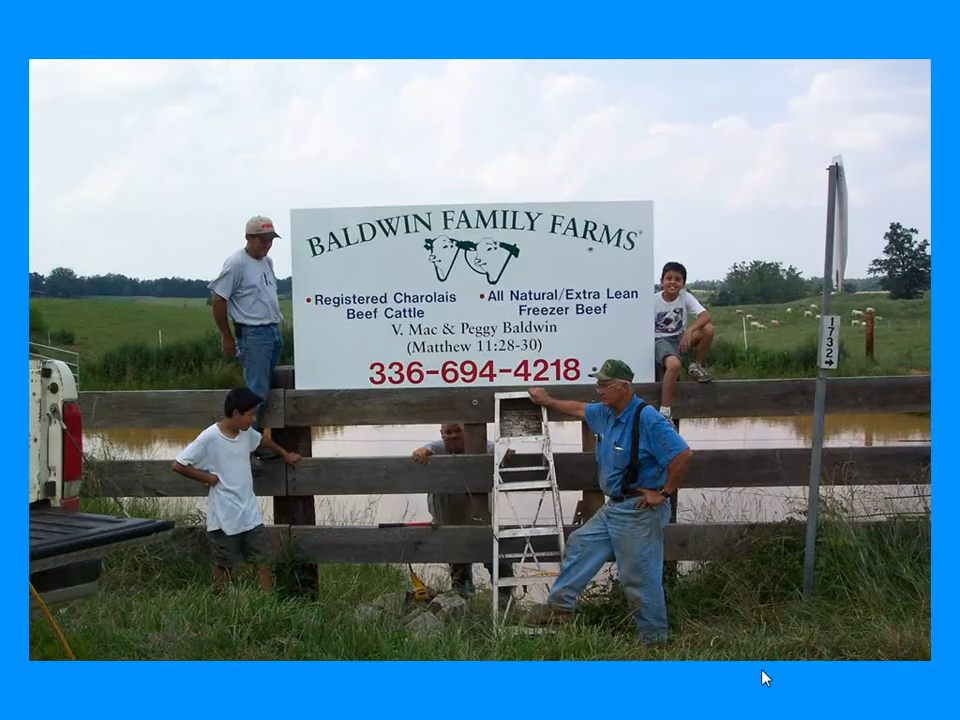 BALDWIN FAMILY FARMS®
• Registered Charolais Beef Cattle
• All Natural/Extra Lean Freezer Beef
V. Mac & Peggy Baldwin
(Matthew 11:28-30)
336-694-4218
1732